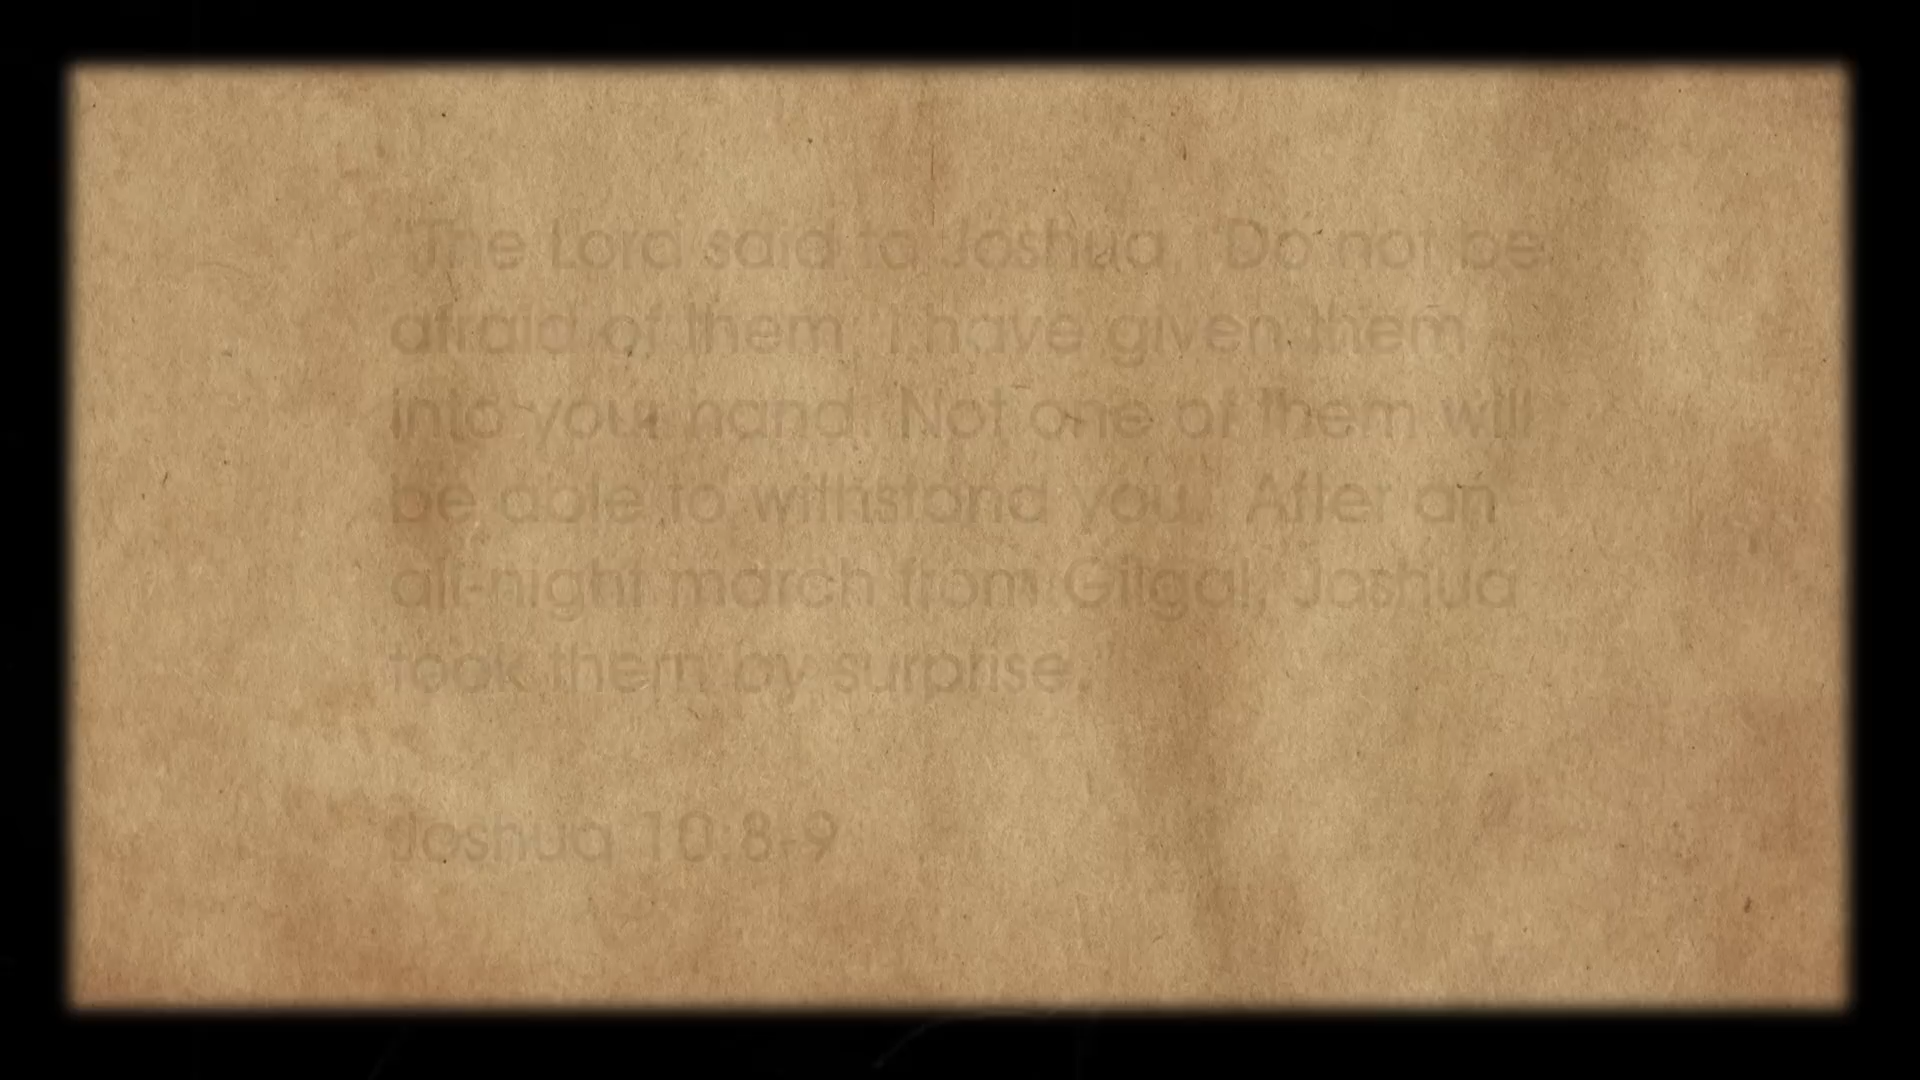 "The Lord said to Joshua, "Do not be
afraid of them; I have given them
into your hand. Not one of them will
be able to withstand you." After an
all-night march from Gilgal, Joshua
took them by surprise."
Joshua 10:8-9